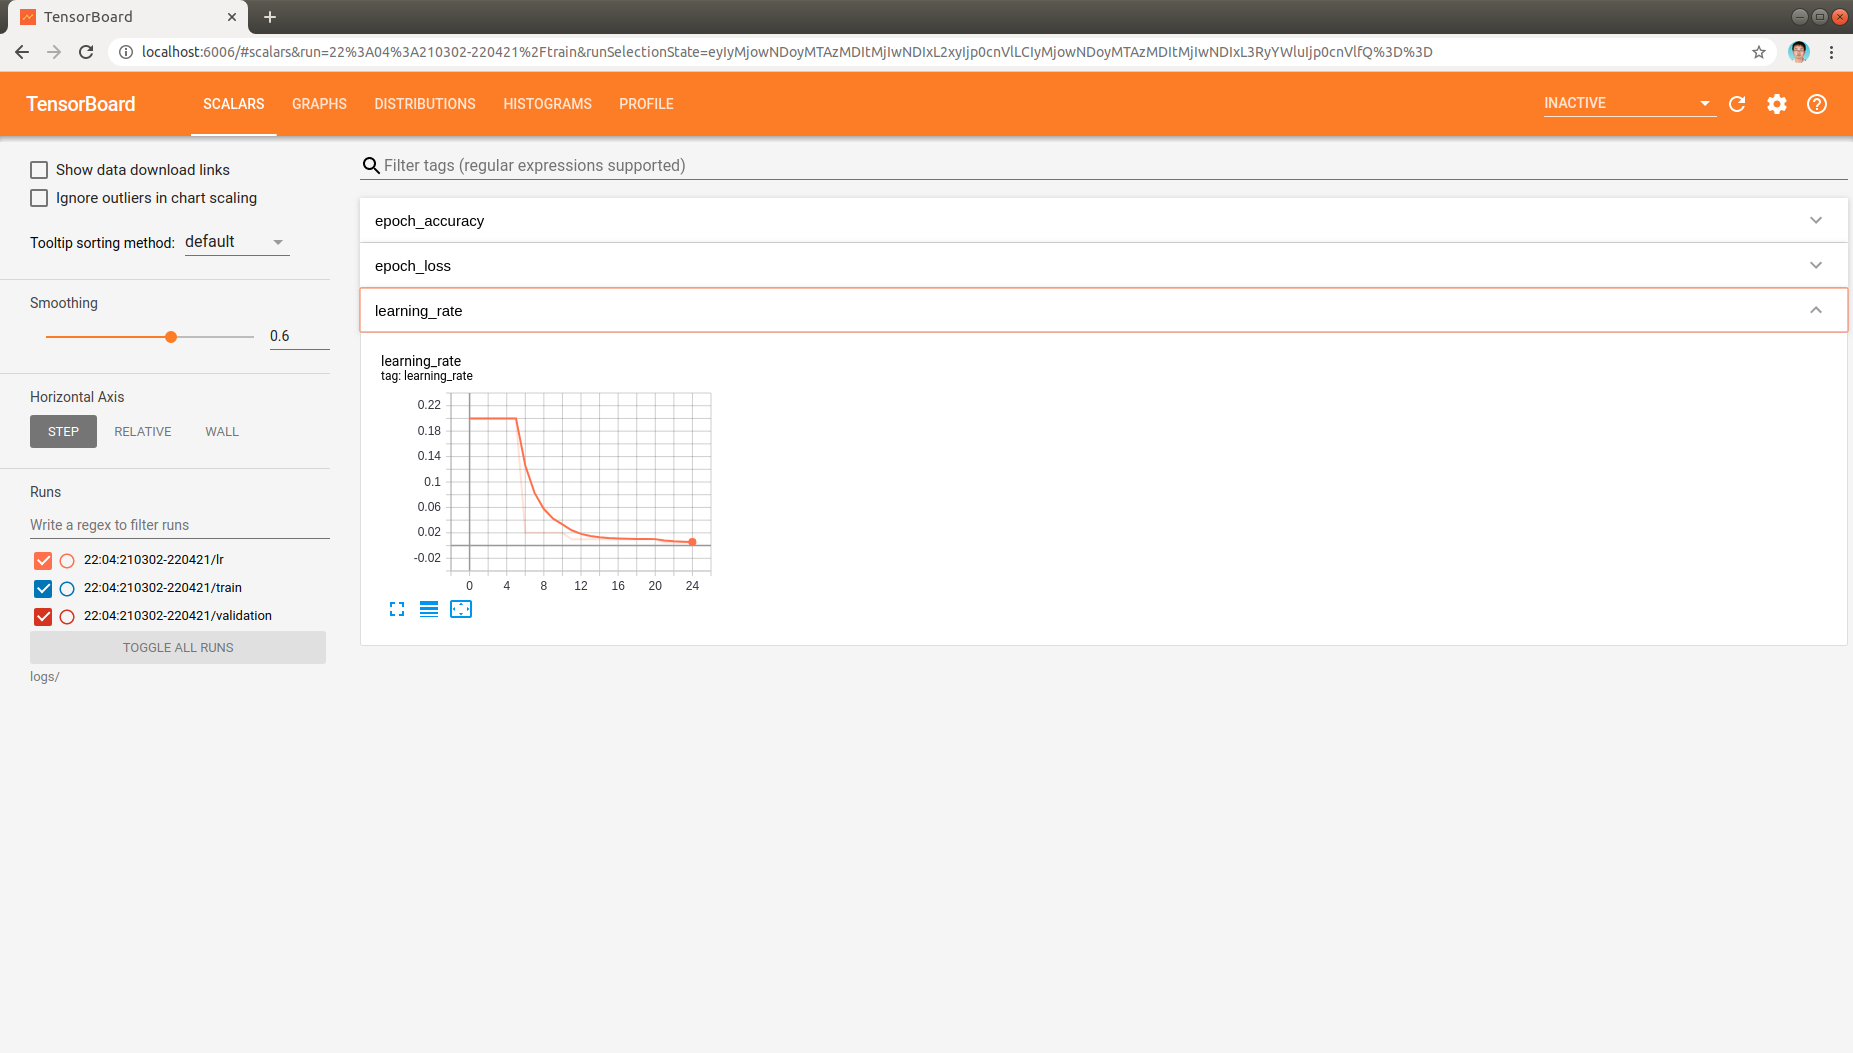 TensorBoard
localhost:6006/#scalars&run=22%3A04%3A210302-220421%2Ftrain&runSelectionState=eyIyMjowNDoyMTAzMDItMjIwNDIxL2xyIjp0cnVlLCIyMjowNDoyMTAzMDItMjIwNDIxL3RyYWluIjp0cnVlfQ%3D%3D
TensorBoard SCALARS GRAPHS DISTRIBUTIONS HISTOGRAMS PROFILE INACTIVE
Show data download links
Ignore outliers in chart scaling
Tooltip sorting method: default
Smoothing
0.6
Horizontal Axis
STEP RELATIVE WALL
Runs
Write a regex to filter runs
22:04:210302-220421/lr
22:04:210302-220421/train
22:04:210302-220421/validation
TOGGLE ALL RUNS
logs/
Filter tags (regular expressions supported)
epoch_accuracy
epoch_loss
learning_rate
learning_rate
tag: learning_rate
0.22
0.18
0.14
0.1
0.06
0.02
-0.02
0 4 8 12 16 20 24